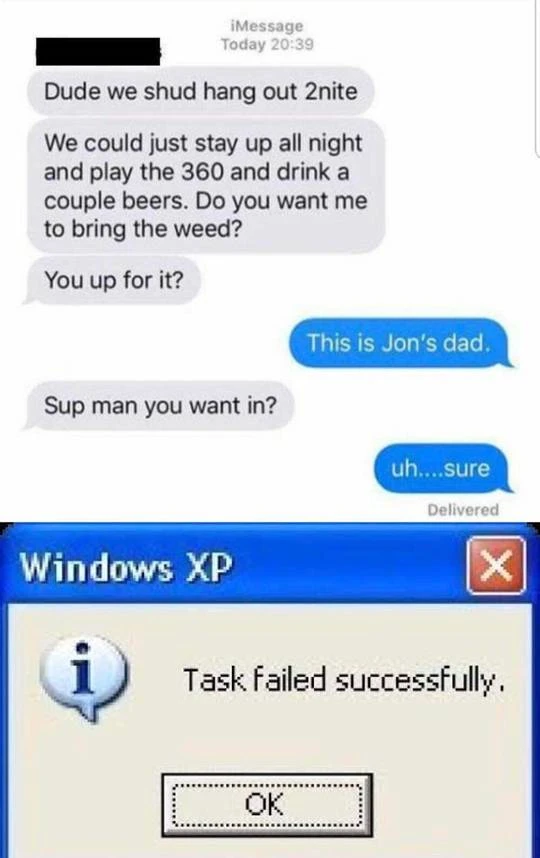 iMessage
Today 20:39
Dude we shud hang out 2nite
We could just stay up all night
and play the 360 and drink a
couple beers. Do you want me
to bring the weed?
You up for it?
This is Jon's dad.
Sup man you want in?
uh....sure
Delivered
Windows XP
Task failed successfully.
OK